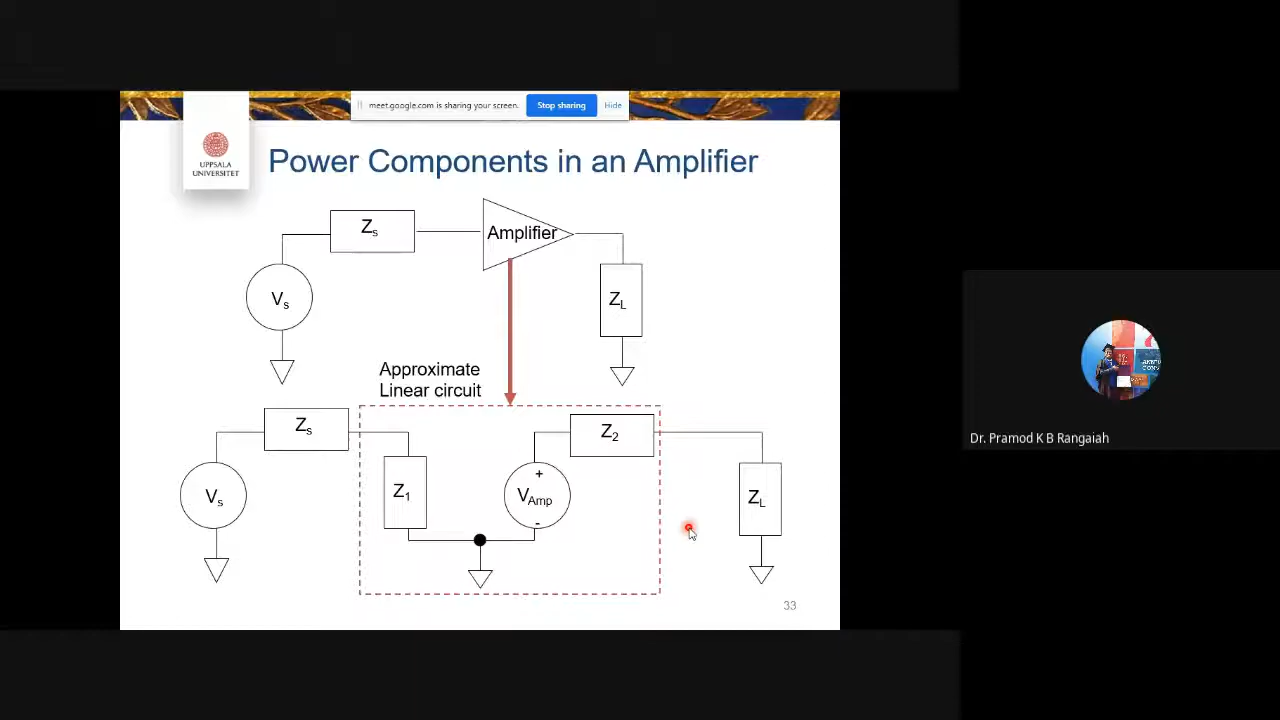 meet.google.com is sharing your screen.
Stop sharing
Hide
UPPSALA
UNIVERSITET
Power Components in an Amplifier
Zs
Amplifier
Vs
ZL
Approximate
Linear circuit
Zs
Z2
Vs
Z1
+
VAmp
-
ZL
33
Dr. Pramod K B Rangaiah